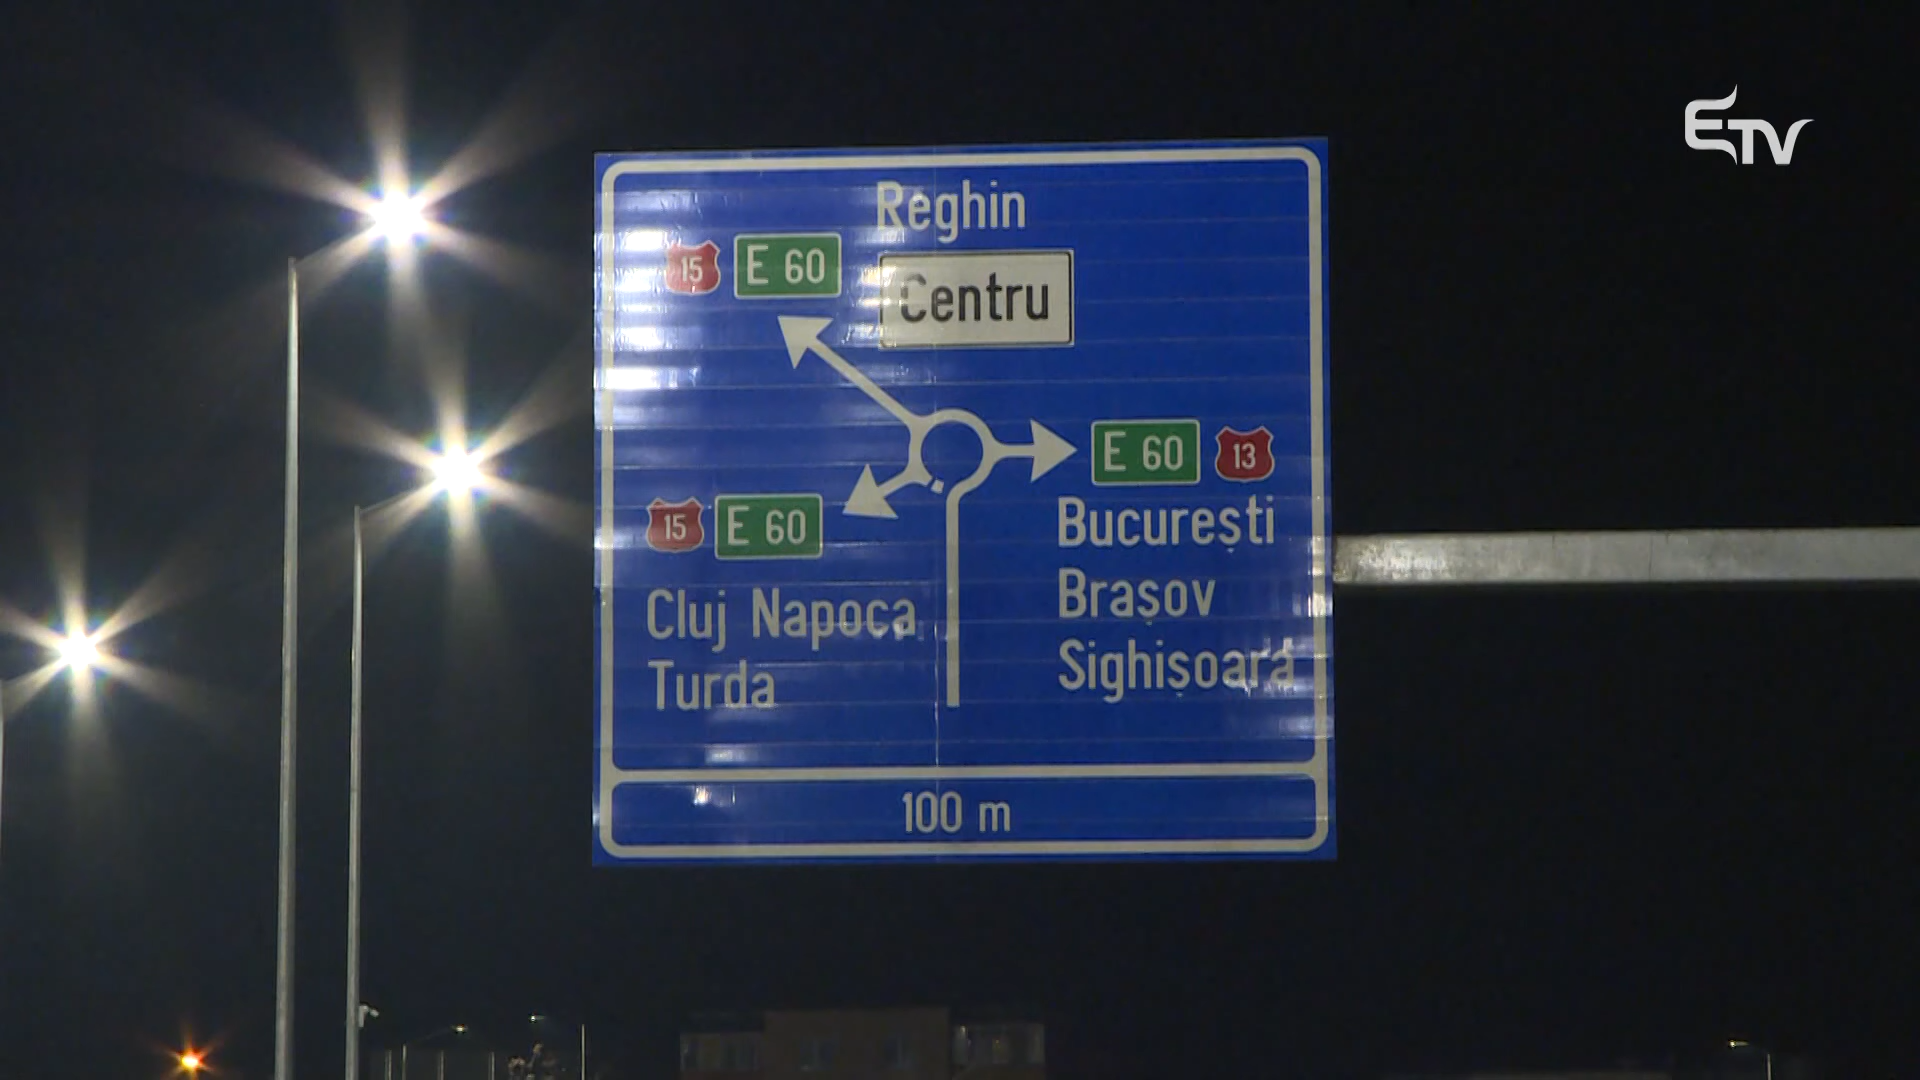 ETV
Reghin
15 E 60
Centru
E 60 13
București
Brașov
Sighișoara
15 E 60
Cluj Napoca
Turda
100 m